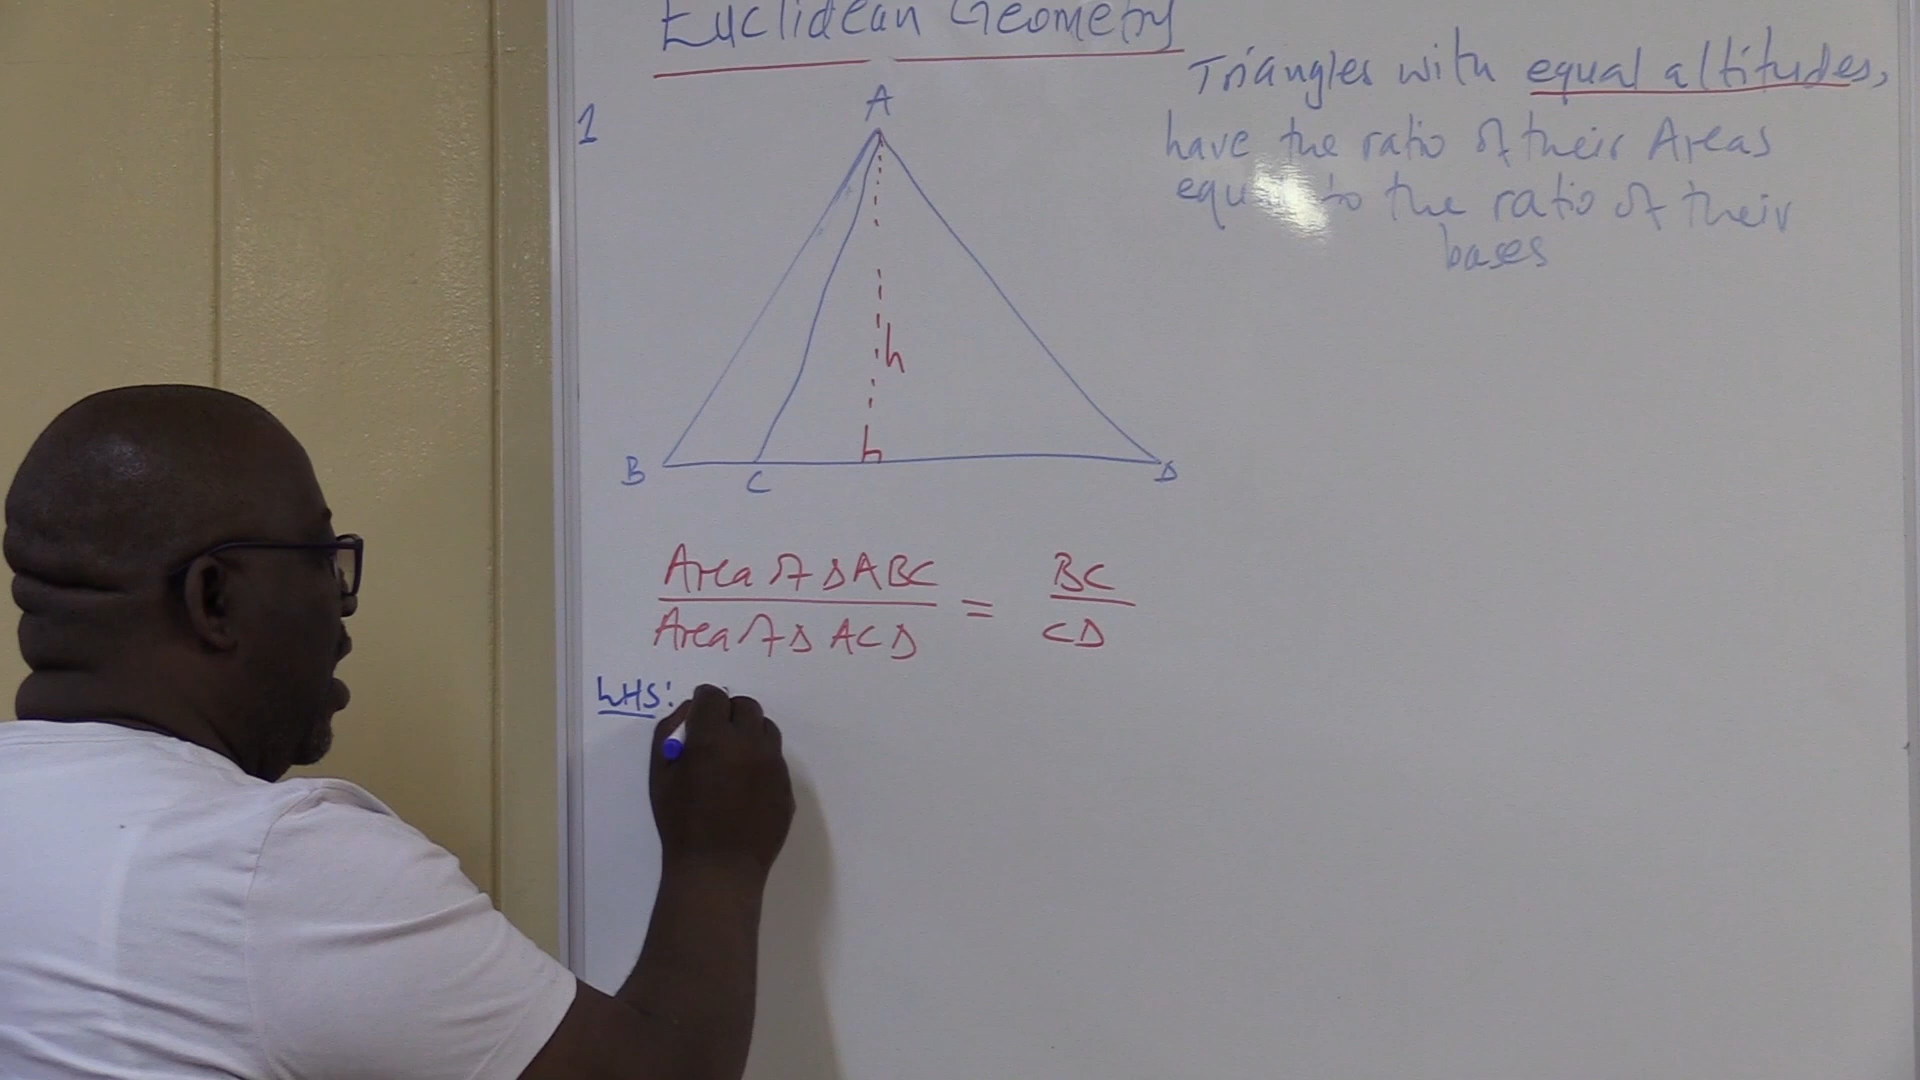 Euclidean Geometry
Triangles with equal altitudes,
have the ratio of their Areas
equal to the ratio of their
bases
1
A
h
B
C
D
Area of ΔABC = BC
Area of Δ ACD CD
LHS: